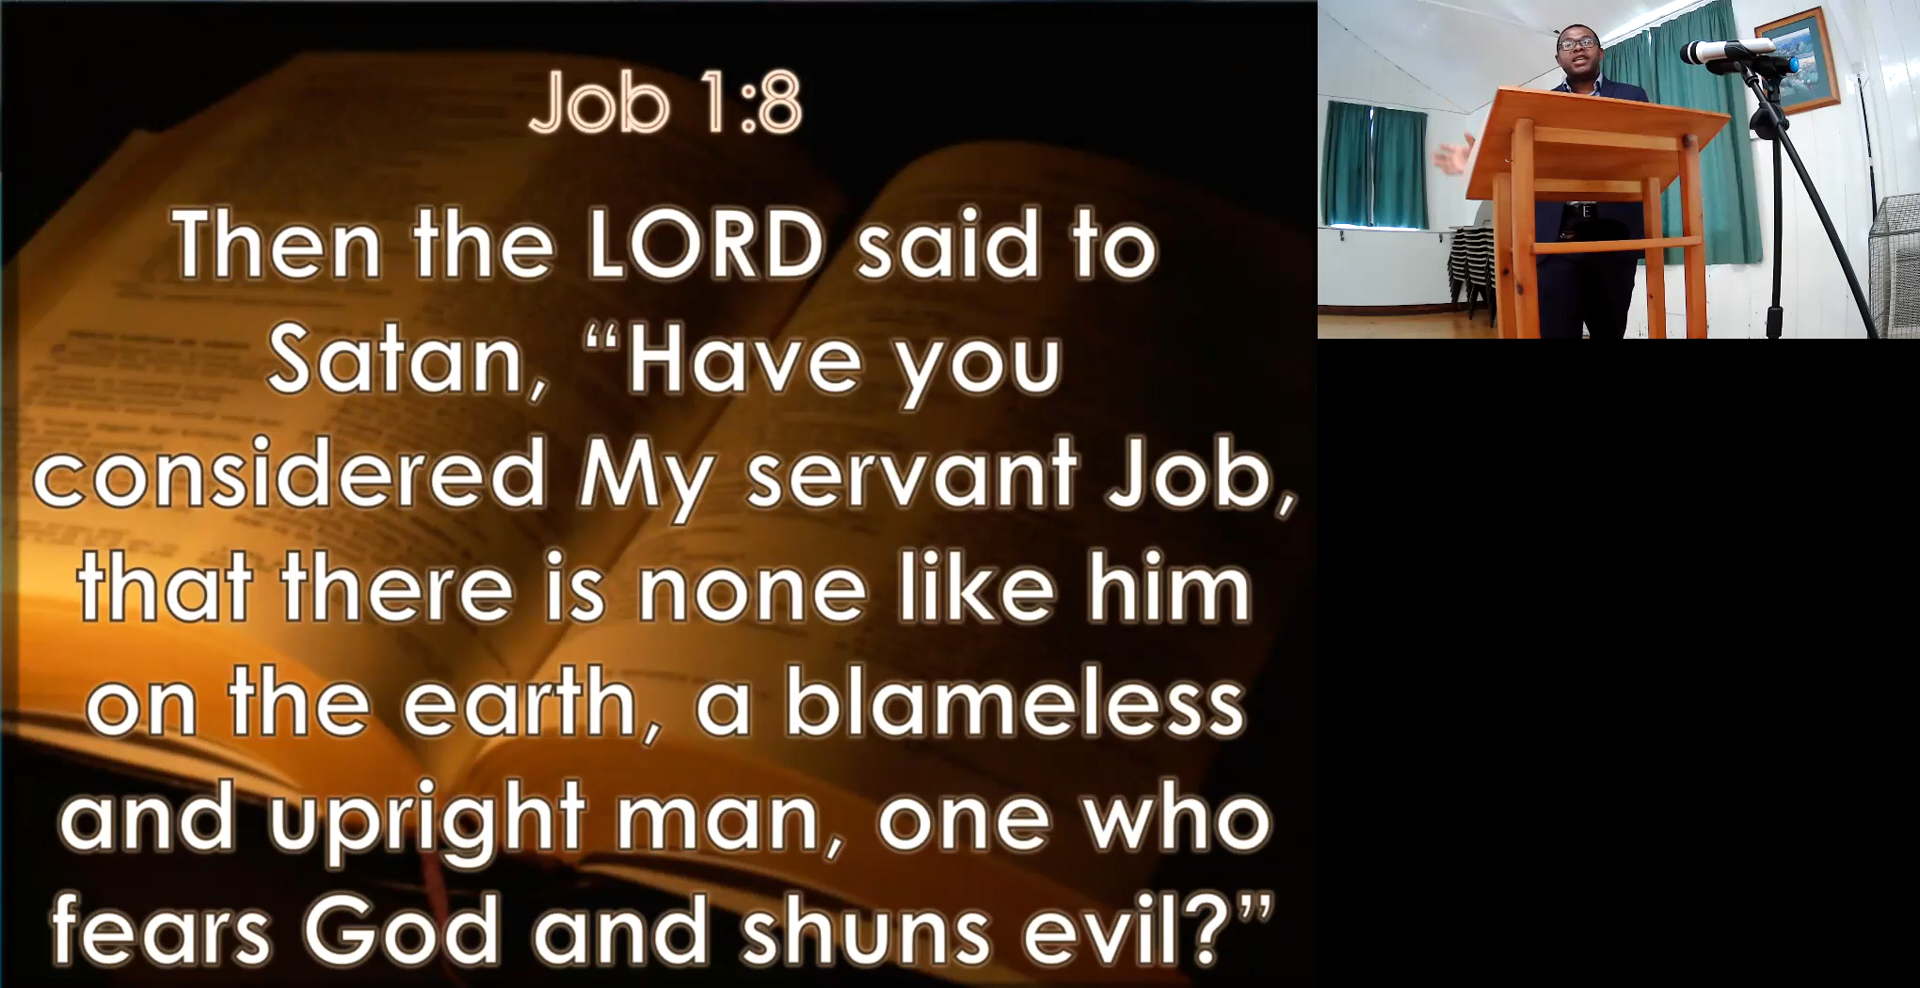 Job 1:8
Then the LORD said to
Satan, “Have you
considered My servant Job,
that there is none like him
on the earth, a blameless
and upright man, one who
fears God and shuns evil?”